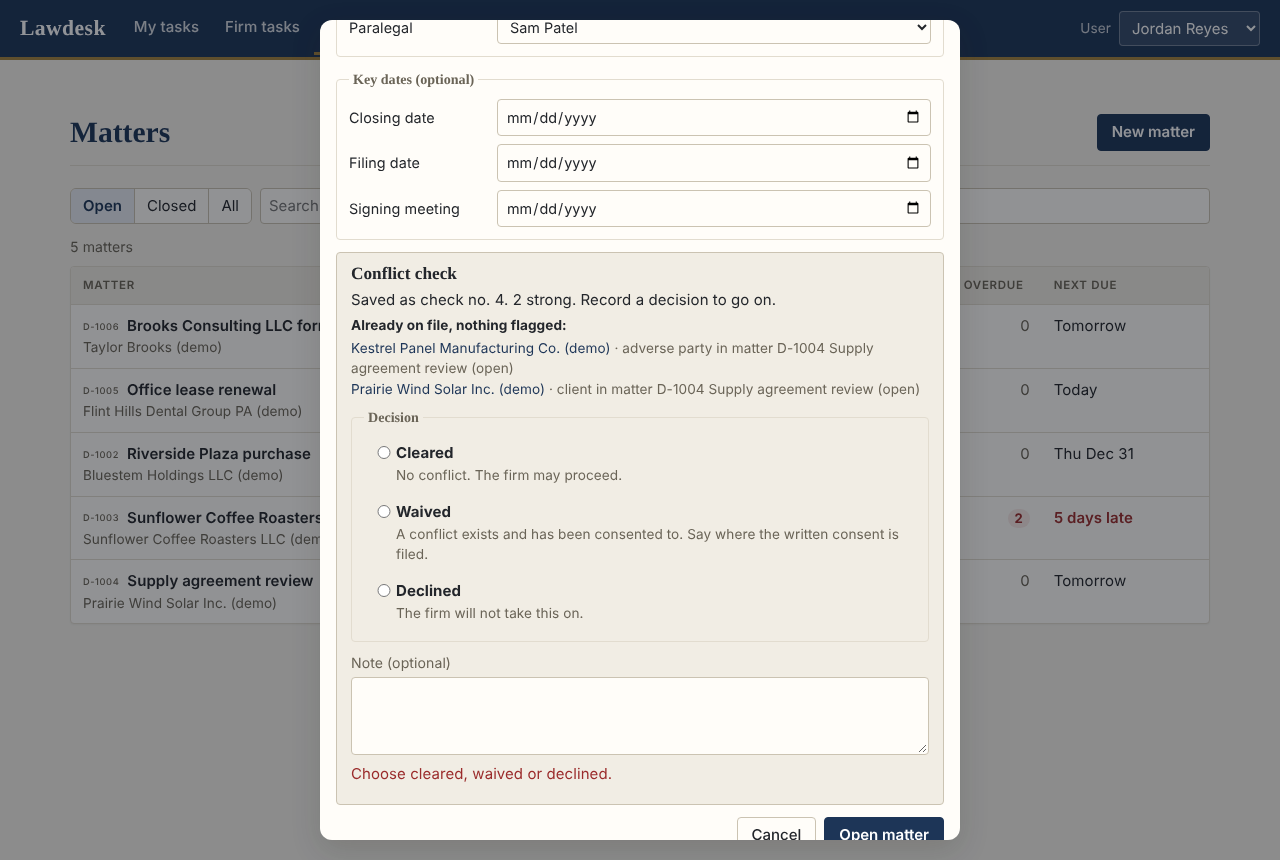 Lawdesk My tasks Firm tasks User Jordan Reyes
Paralegal Sam Patel
Key dates (optional)
Closing date mm/dd/yyyy
Filing date mm/dd/yyyy
Signing meeting mm/dd/yyyy
Conflict check
Saved as check no. 4. 2 strong. Record a decision to go on.
Already on file, nothing flagged:
Kestrel Panel Manufacturing Co. (demo) · adverse party in matter D-1004 Supply
agreement review (open)
Prairie Wind Solar Inc. (demo) · client in matter D-1004 Supply agreement review (open)
Decision
Cleared
No conflict. The firm may proceed.
Waived
A conflict exists and has been consented to. Say where the written consent is
filed.
Declined
The firm will not take this on.
Note (optional)
Choose cleared, waived or declined.
Cancel Open matter
Matters New matter
Open Closed All Search
5 matters
MATTER OVERDUE NEXT DUE
D-1006 Brooks Consulting LLC 0 Tomorrow
Taylor Brooks (demo)
D-1005 Office lease renewal 0 Today
Flint Hills Dental Group PA (demo)
D-1002 Riverside Plaza purchase 0 Thu Dec 31
Bluestem Holdings LLC (demo)
D-1003 Sunflower Coffee Roasters 2 5 days late
Sunflower Coffee Roasters LLC
D-1004 Supply agreement review 0 Tomorrow
Prairie Wind Solar Inc. (demo)